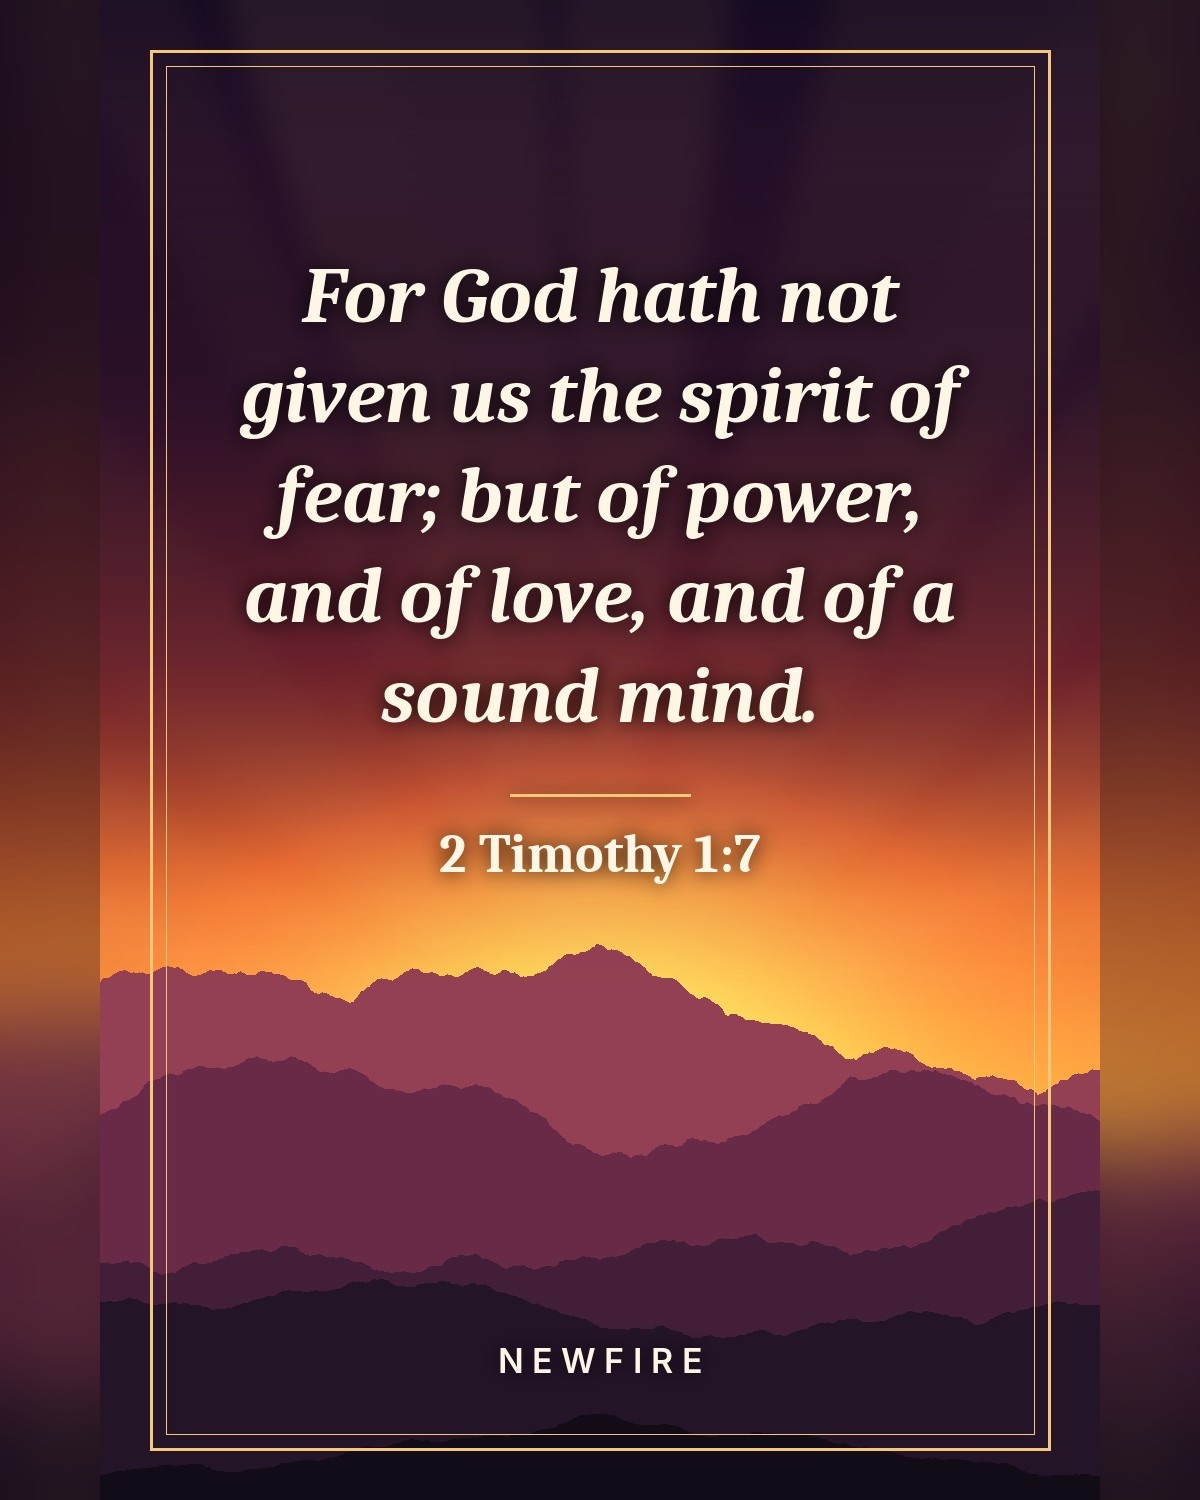 For God hath not
given us the spirit of
fear; but of power,
and of love, and of a
sound mind.
2 Timothy 1:7
NEWFIRE